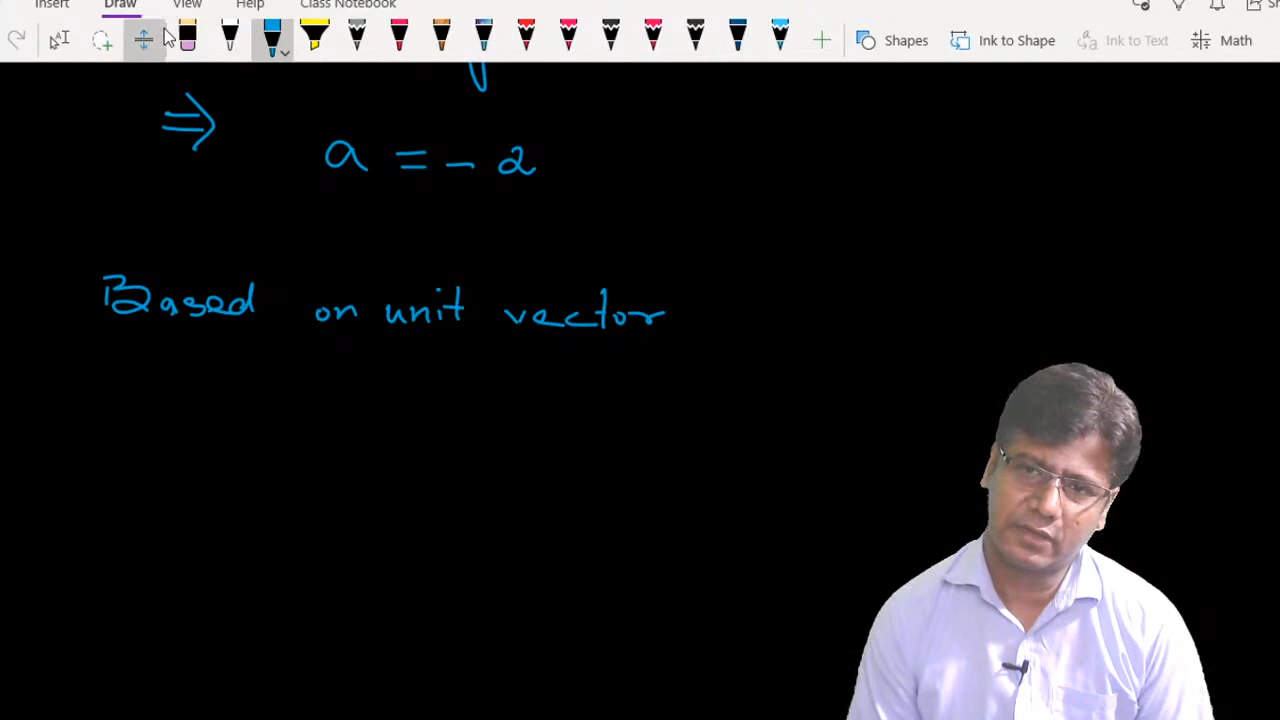 Insert Draw View Help Class Notebook
Shapes Ink to Shape Ink to Text Math
⇒ a = - 2
Based on unit vector